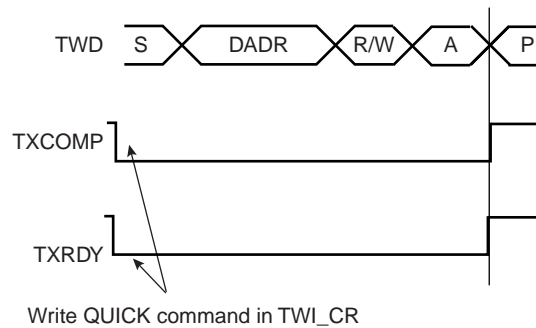 TWD S DADR R/W A P
TXCOMP
TXRDY
Write QUICK command in TWI_CR